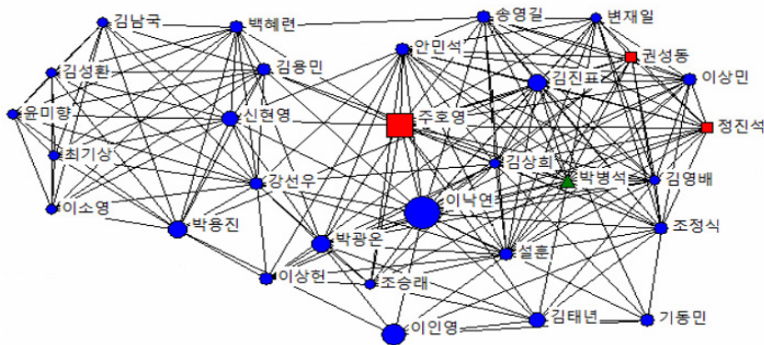 김남국
백혜련
송영길
변재일
안민석
권성동
김성환
김용민
김진표
이상민
윤미향
신현영
주호영
정진석
최기상
김상희
강선우
박병석
김영배
이소영
이낙연
박용진
박광온
조정식
설훈
이상헌
조승래
이인영
김태년
기동민